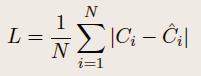 L = \frac{1}{N} \sum_{i=1}^{N} |C_i - \hat{C}_i|